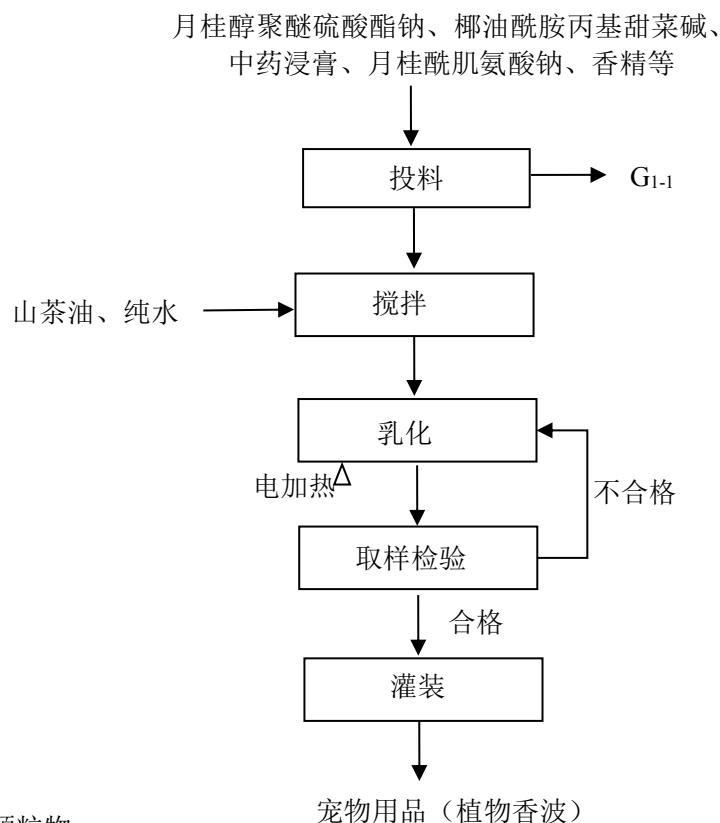 月桂醇聚醚硫酸酯钠、椰油酰胺丙基甜菜碱、
中药浸膏、月桂酰肌氨酸钠、香精等
投料
G1-1
山茶油、纯水
搅拌
乳化
电加热
不合格
取样检验
合格
灌装
宠物用品（植物香波）